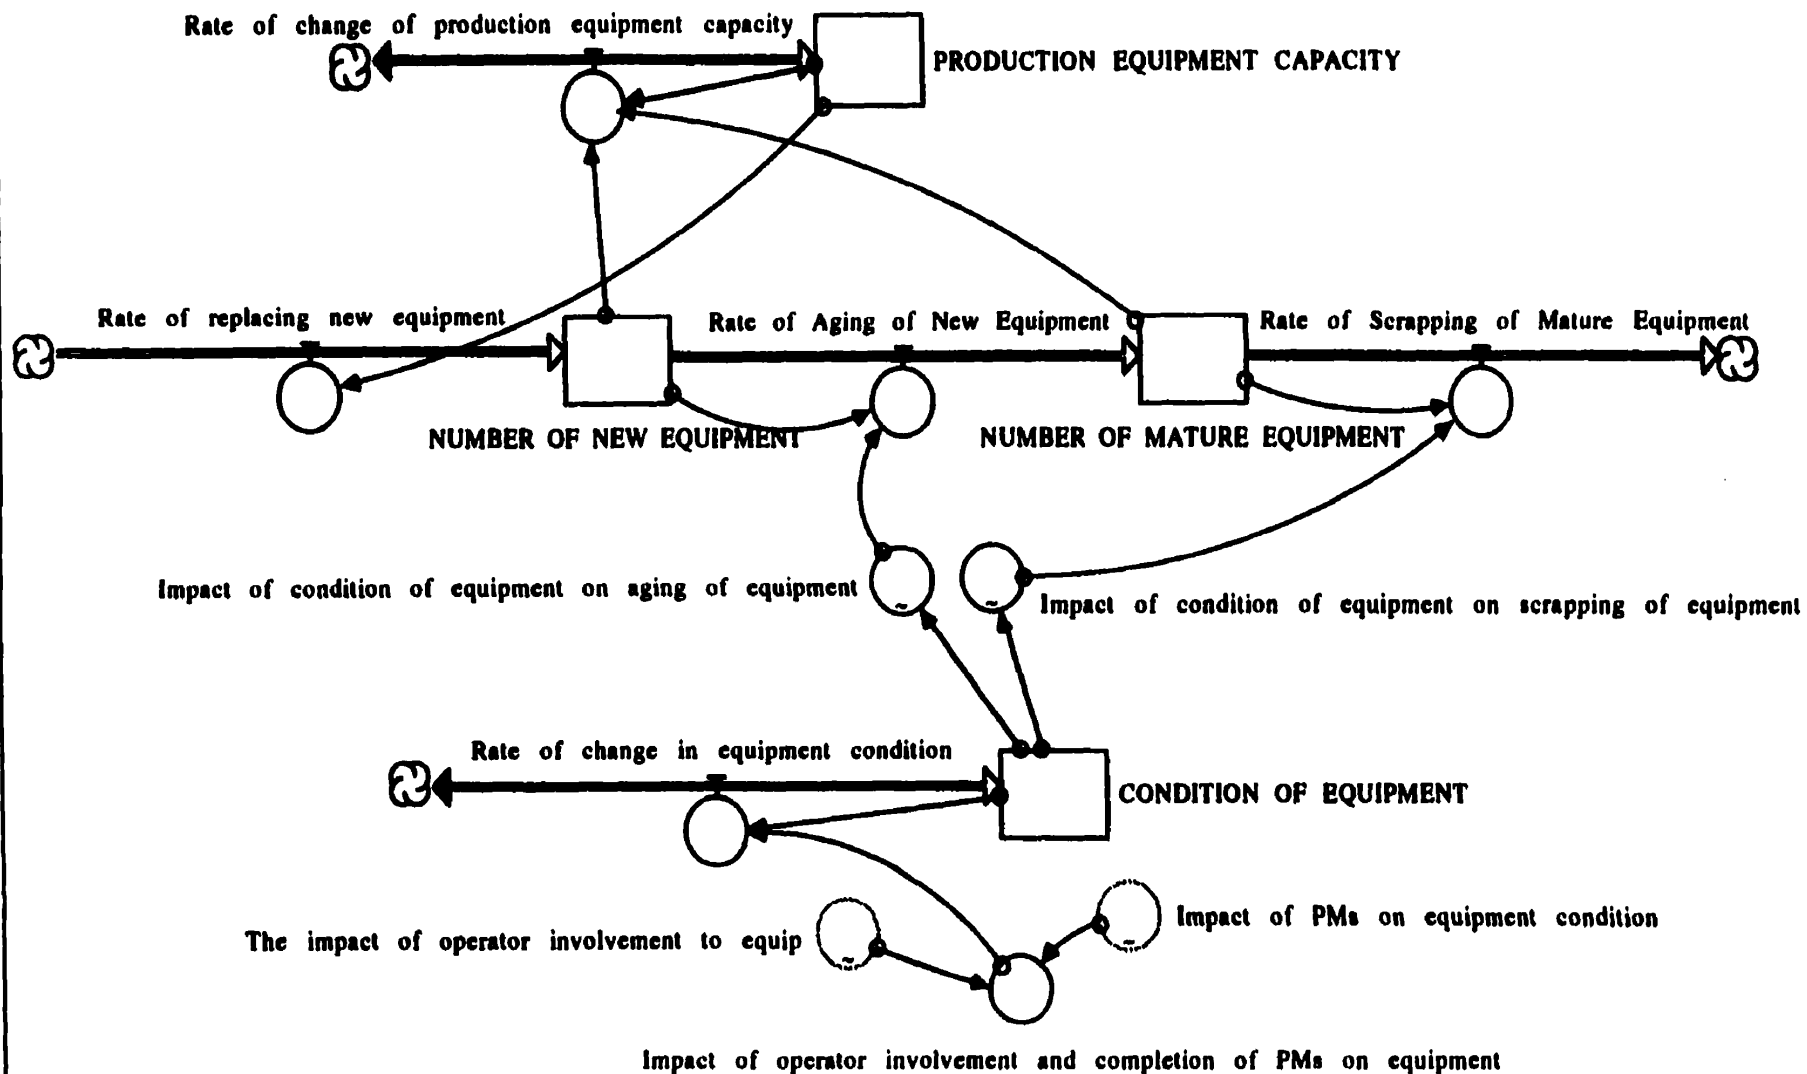 Rate of change of production equipment capacity
PRODUCTION EQUIPMENT CAPACITY
Rate of replacing new equipment
Rate of Aging of New Equipment
Rate of Scrapping of Mature Equipment
NUMBER OF NEW EQUIPMENT
NUMBER OF MATURE EQUIPMENT
Impact of condition of equipment on aging of equipment
Impact of condition of equipment on scrapping of equipment
Rate of change in equipment condition
CONDITION OF EQUIPMENT
The impact of operator involvement to equip
Impact of PMs on equipment condition
Impact of operator involvement and completion of PMs on equipment